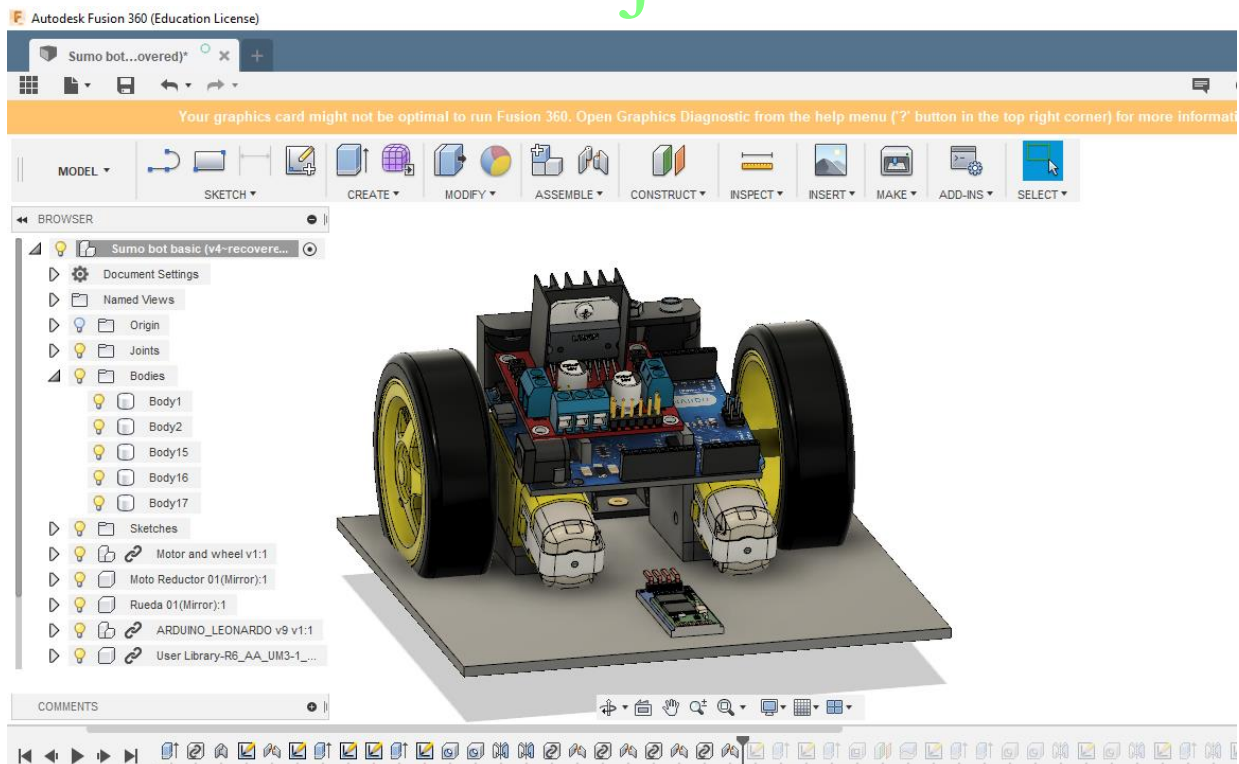 Autodesk Fusion 360 (Education License)
Sumo bot...overed)*
Your graphics card might not be optimal to run Fusion 360. Open Graphics Diagnostic from the help menu ('?' button in the top right corner) for more informati
MODEL
SKETCH CREATE MODIFY ASSEMBLE CONSTRUCT INSPECT INSERT MAKE ADD-INS SELECT
BROWSER
Sumo bot basic (v4~recovere...
Document Settings
Named Views
Origin
Joints
Bodies
Body1
Body2
Body15
Body16
Body17
Sketches
Motor and wheel v1:1
Moto Reductor 01(Mirror):1
Rueda 01(Mirror):1
ARDUINO_LEONARDO v9 v1:1
User Library-R6_AA_UM3-1_...
COMMENTS